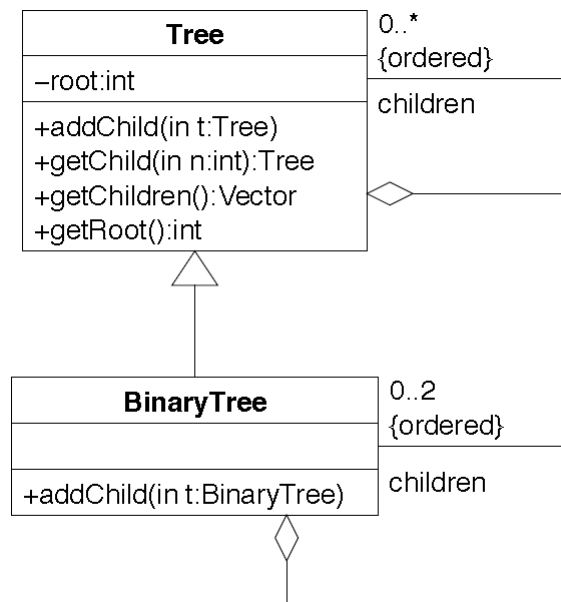 Tree
–root:int
+addChild(in t:Tree)
+getChild(in n:int):Tree
+getChildren():Vector
+getRoot():int
0..*
{ordered}
children
BinaryTree
+addChild(in t:BinaryTree)
0..2
{ordered}
children